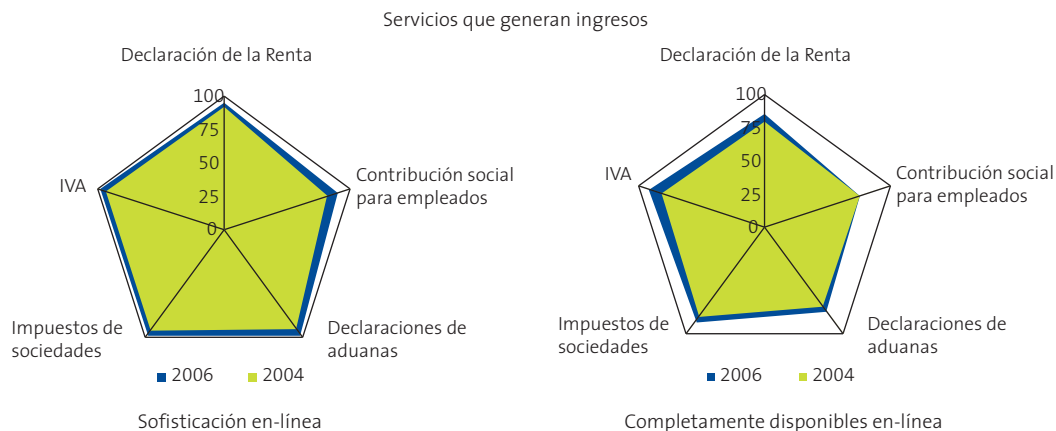 Servicios que generan ingresos
Declaración de la Renta
100
75
50
25
0
IVA
Contribución social
para empleados
Impuestos de
sociedades
Declaraciones de
aduanas
2006
2004
Sofisticación en-línea
Declaración de la Renta
100
75
50
25
0
IVA
Contribución social
para empleados
Impuestos de
sociedades
Declaraciones de
aduanas
2006
2004
Completamente disponibles en-línea